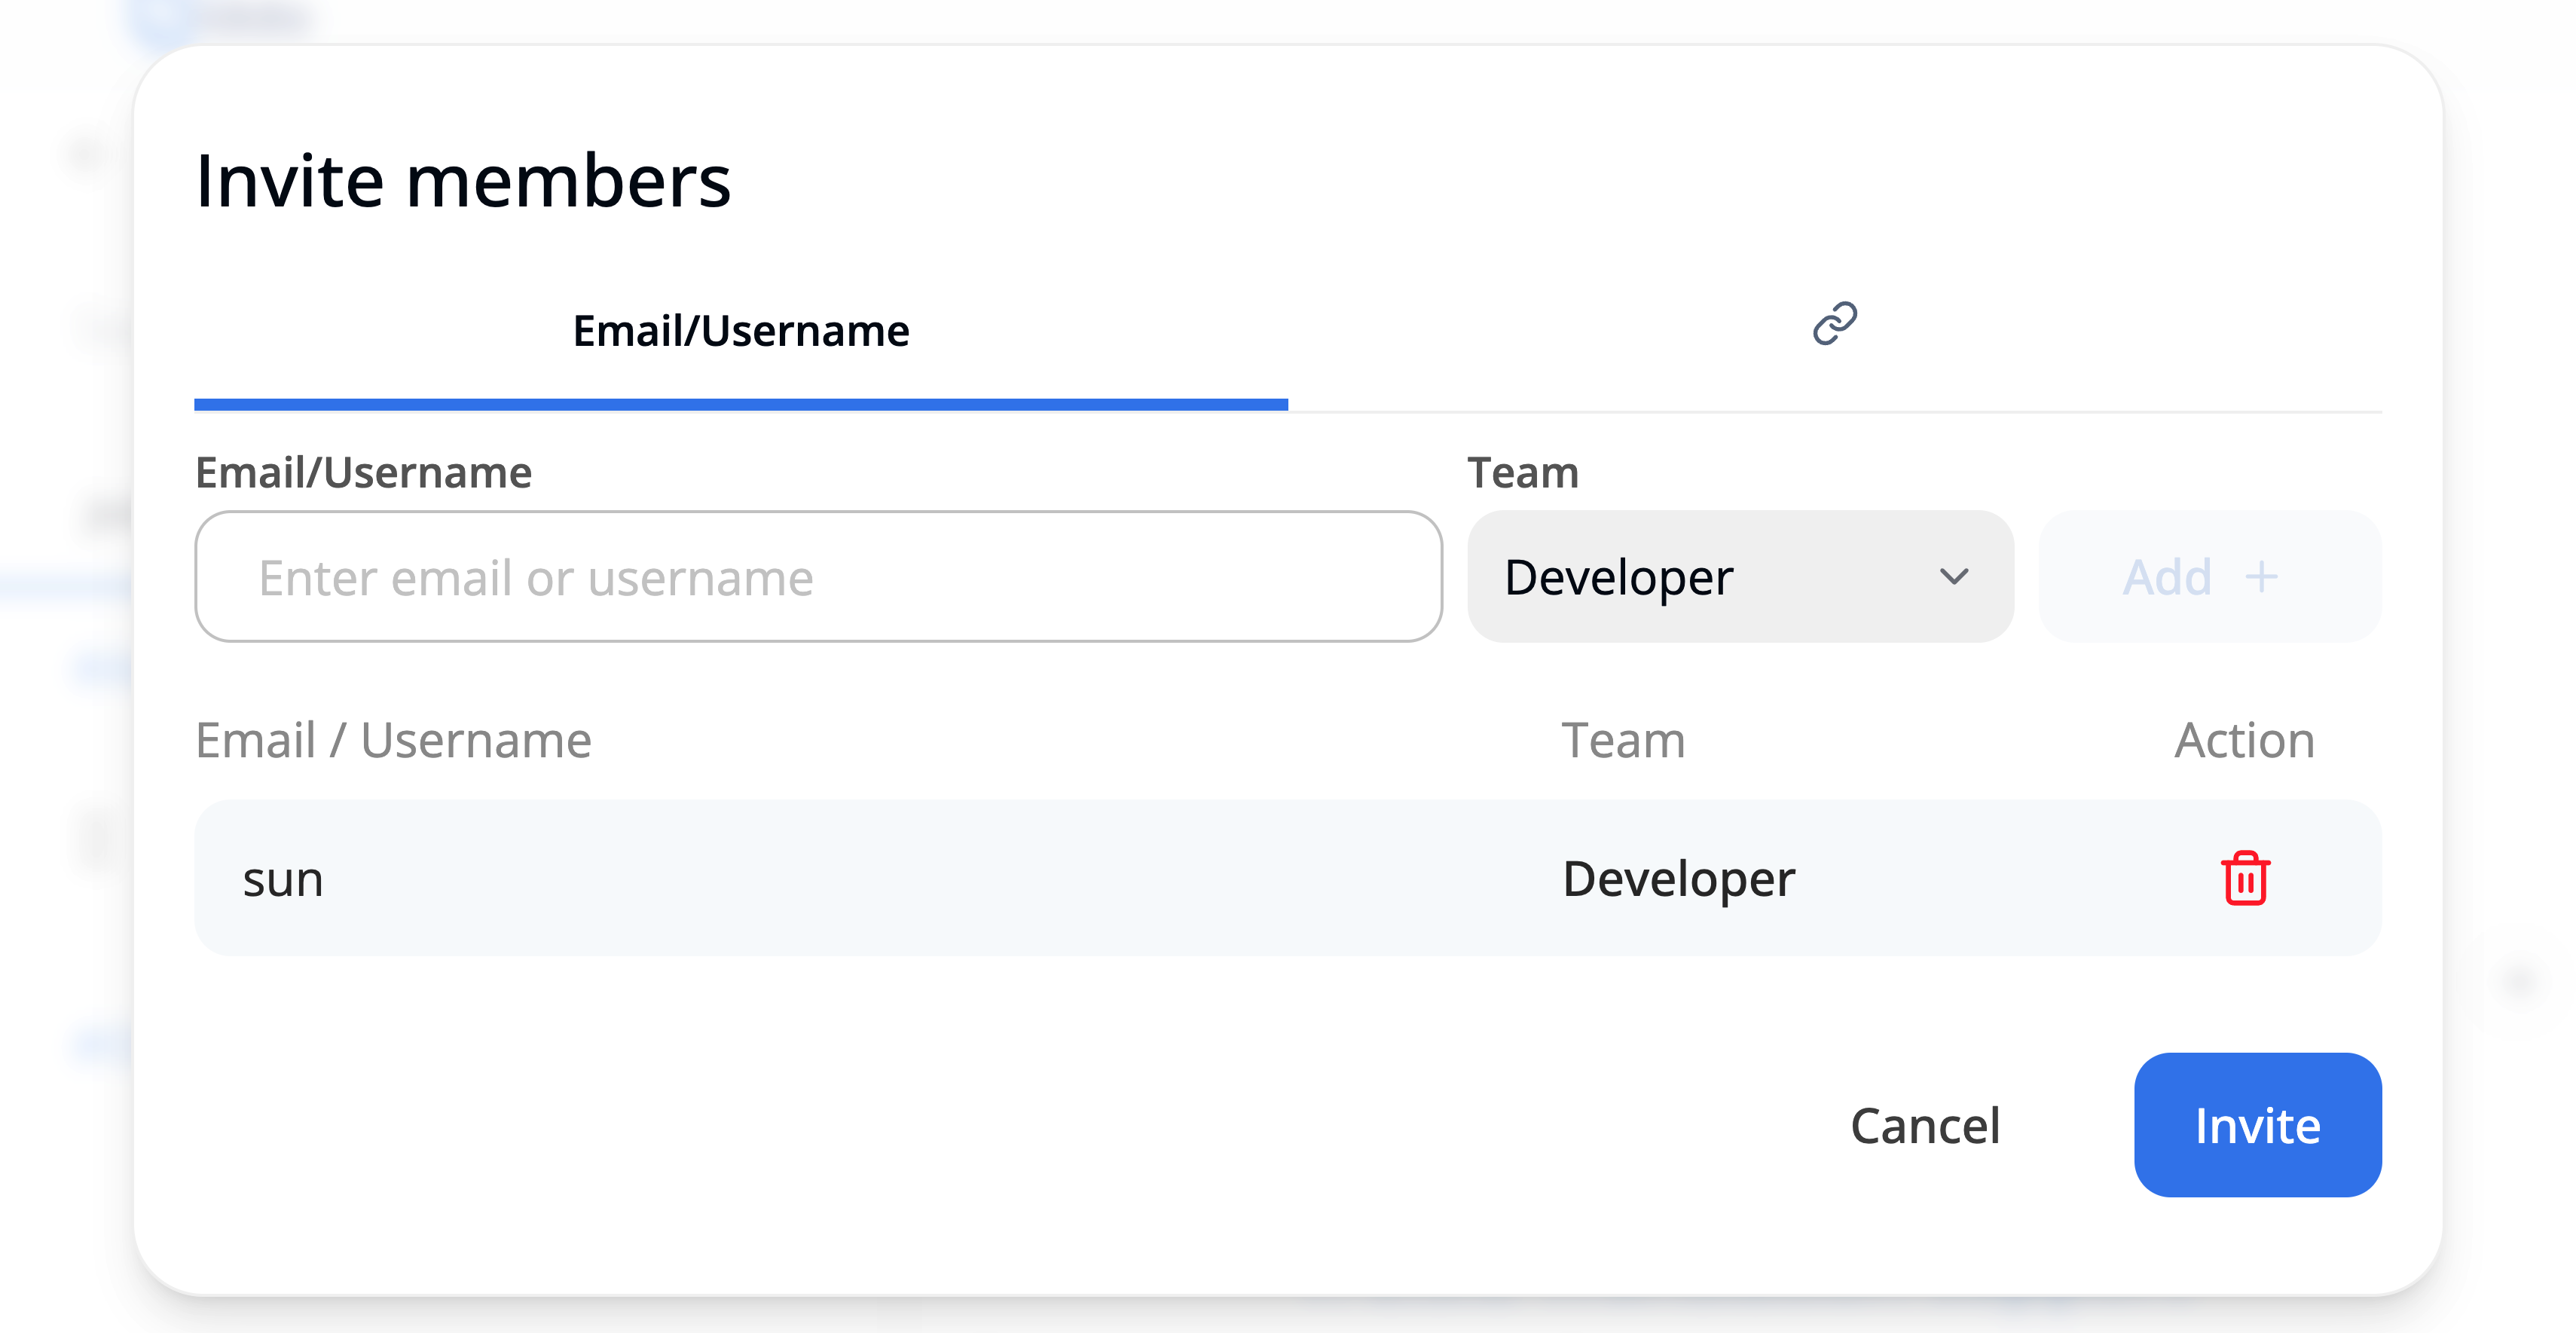 Invite members
Email/Username
Email/Username Team
Enter email or username Developer Add
Email / Username Team Action
sun Developer
Cancel Invite